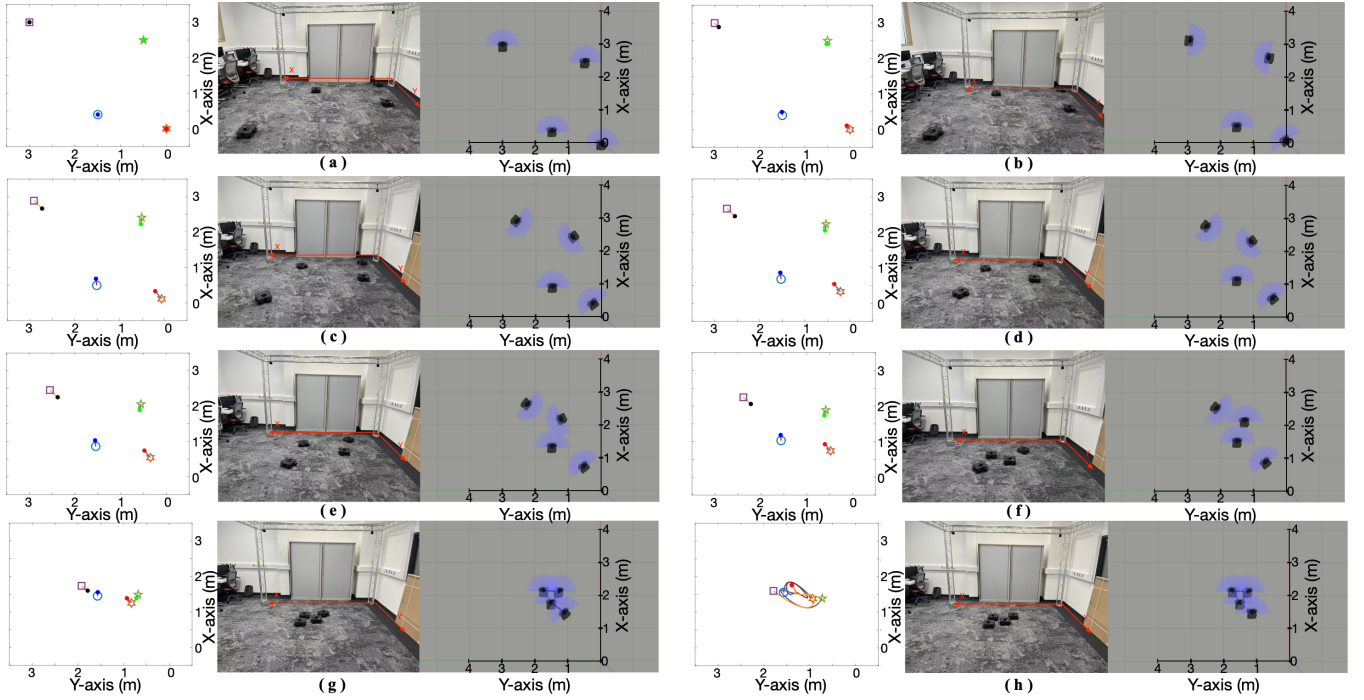 3
2
1
0
X-axis (m)
3 2 1 0
Y-axis (m)
X
Y
( a )
4
3
2
1
0
X-axis (m)
4 3 2 1
Y-axis (m)
3
2
1
0
X-axis (m)
3 2 1 0
Y-axis (m)
X
( b )
4
3
2
1
0
X-axis (m)
4 3 2 1
Y-axis (m)
3
2
1
0
X-axis (m)
3 2 1 0
Y-axis (m)
X
Y
( c )
4
3
2
1
0
X-axis (m)
4 3 2 1
Y-axis (m)
3
2
1
0
X-axis (m)
3 2 1 0
Y-axis (m)
X
Y
( d )
4
3
2
1
0
X-axis (m)
4 3 2 1
Y-axis (m)
3
2
1
0
X-axis (m)
3 2 1 0
Y-axis (m)
X
Y
( e )
4
3
2
1
0
X-axis (m)
4 3 2 1
Y-axis (m)
3
2
1
0
X-axis (m)
3 2 1 0
Y-axis (m)
X
Y
( f )
4
3
2
1
0
X-axis (m)
4 3 2 1
Y-axis (m)
3
2
1
0
X-axis (m)
3 2 1 0
Y-axis (m)
X
( g )
4
3
2
1
0
X-axis (m)
4 3 2 1
Y-axis (m)
3
2
1
0
X-axis (m)
3 2 1 0
Y-axis (m)
X
( h )
4
3
2
1
0
X-axis (m)
4 3 2 1
Y-axis (m)